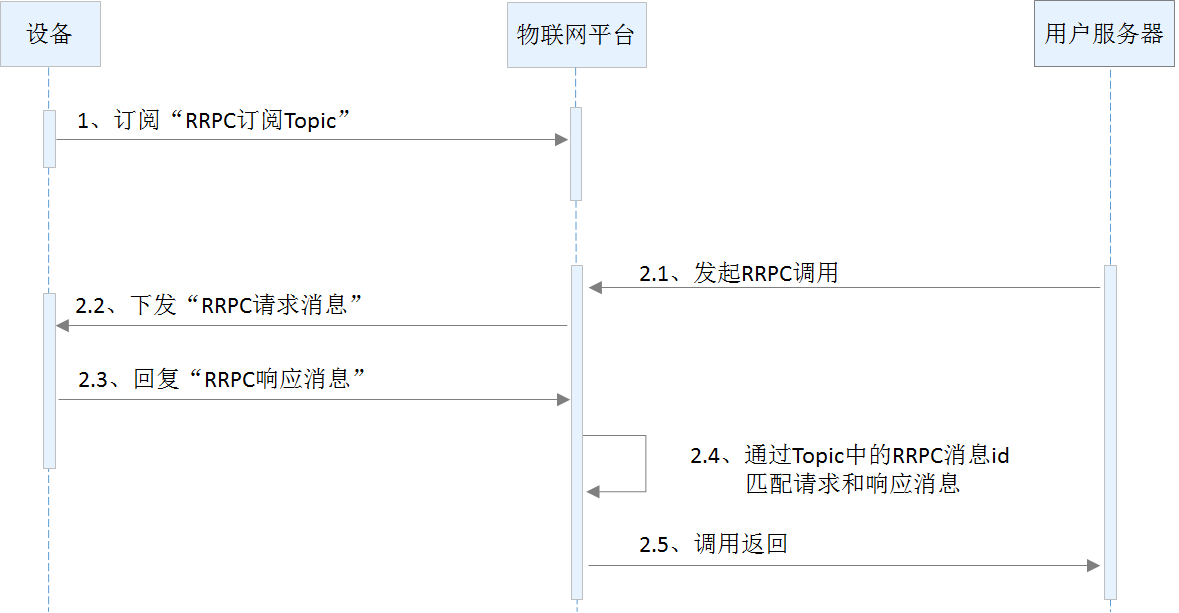 设备
物联网平台
用户服务器
1、订阅“RRPC订阅Topic”
2.1、发起RRPC调用
2.2、下发“RRPC请求消息”
2.3、回复“RRPC响应消息”
2.4、通过Topic中的RRPC消息id
匹配请求和响应消息
2.5、调用返回